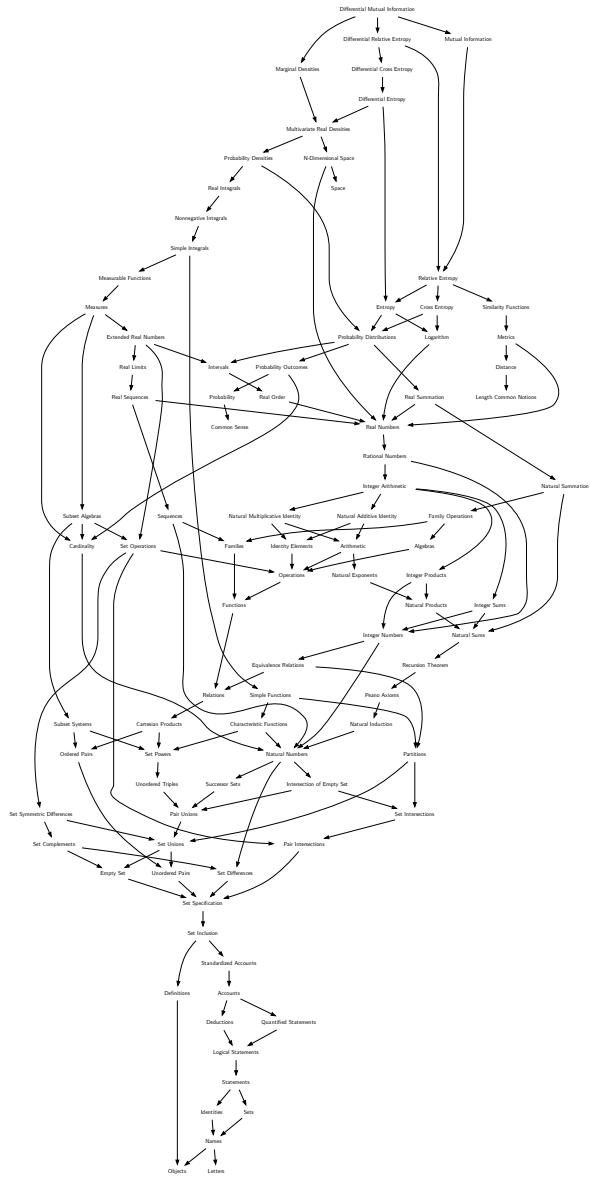 Differential Mutual Information
Differential Relative Entropy
Mutual Information
Marginal Densities
Differential Cross Entropy
Differential Entropy
Multivariate Real Densities
Probability Densities
N-Dimensional Space
Real Integrals
Space
Nonnegative Integrals
Simple Integrals
Measurable Functions
Relative Entropy
Measures
Entropy
Cross Entropy
Similarity Functions
Extended Real Numbers
Probability Distributions
Logarithm
Metrics
Real Limits
Intervals
Probability Outcomes
Distance
Real Sequences
Probability
Real Order
Real Summation
Length Common Notions
Common Sense
Real Numbers
Rational Numbers
Integer Arithmetic
Natural Summation
Subset Algebras
Sequences
Natural Multiplicative Identity
Natural Additive Identity
Family Operations
Cardinality
Set Operations
Families
Identity Elements
Arithmetic
Algebras
Operations
Natural Exponents
Integer Products
Functions
Natural Products
Integer Sums
Integer Numbers
Natural Sums
Equivalence Relations
Recursion Theorem
Relations
Simple Functions
Peano Axioms
Subset Systems
Cartesian Products
Characteristic Functions
Natural Induction
Ordered Pairs
Set Powers
Natural Numbers
Partitions
Unordered Triples
Successor Sets
Intersection of Empty Set
Set Symmetric Differences
Pair Unions
Set Intersections
Set Complements
Set Unions
Pair Intersections
Empty Set
Unordered Pairs
Set Differences
Set Specification
Set Inclusion
Standardized Accounts
Definitions
Accounts
Deductions
Quantified Statements
Logical Statements
Statements
Identities
Sets
Names
Objects
Letters